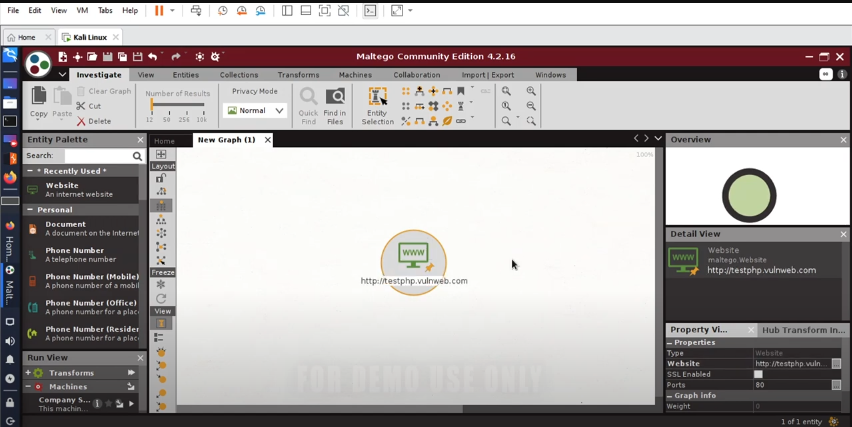 File Edit View VM Tabs Help
Home Kali Linux
Maltego Community Edition 4.2.16
Investigate View Entities Collections Transforms Machines Collaboration Import | Export Windows
Copy Paste Clear Graph Cut Delete
Number of Results
12 50 256 10k
Privacy Mode
Normal
Quick Find
Find in Files
Entity Selection
Entity Palette
Search:
* Recently Used *
Website
An internet website
Personal
Document
A document on the Internet
Phone Number
A telephone number
Phone Number (Mobile)
A phone number of a mobil
Phone Number (Office)
A phone number for a place
Phone Number (Resider
A phone number for a place
Run View
Transforms
Machines
Company S...
This machin...
Hom..
Malt..
Home New Graph (1)
Layout
Freeze
View
100%
WWW
http://testphp.vulnweb.com
Overview
Detail View
WWW
Website
maltego.Website
http://testphp.vulnweb.com
Property Vi... Hub Transform In...
Properties
Type Website
Website http://testphp.vuln...
SSL Enabled
Ports 80
Graph info
Weight 0
1 of 1 entity